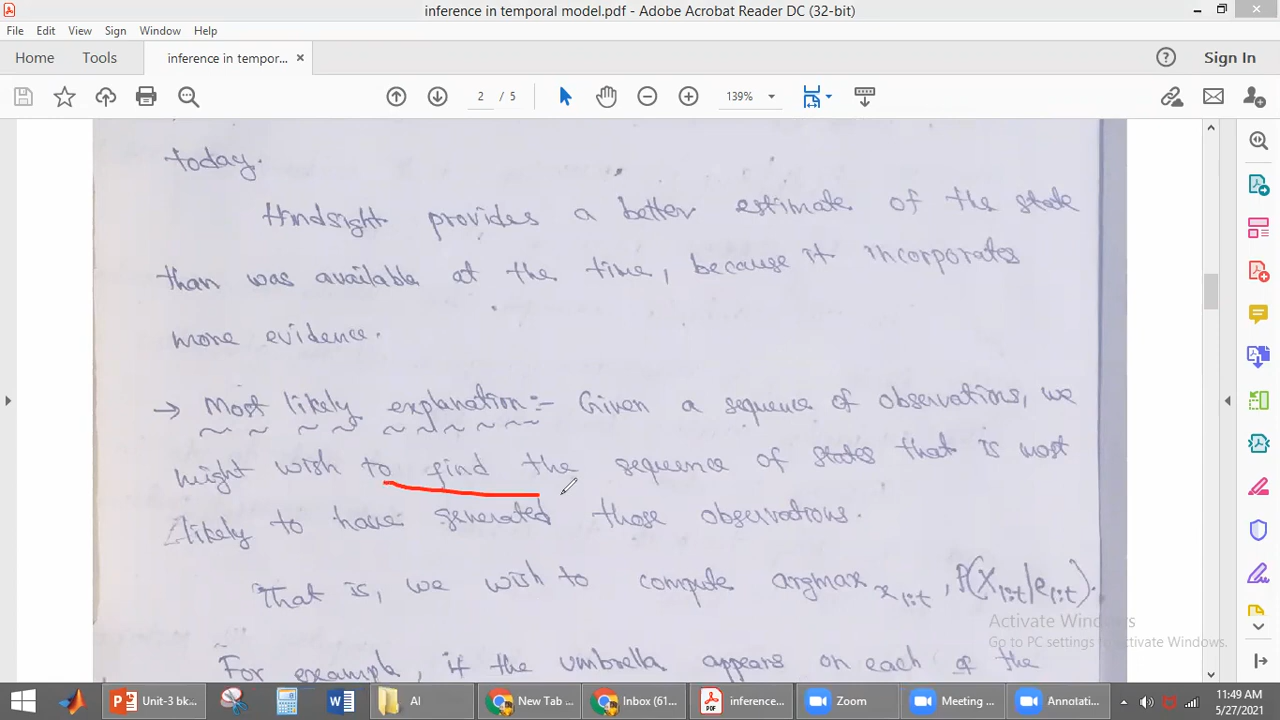 inference in temporal model.pdf - Adobe Acrobat Reader DC (32-bit)
File Edit View Sign Window Help
Home Tools inference in tempor... × Sign In
2 / 5 139%
today.
Hindsight provides a better estimate of the state
than was available at the time, because it incorporates
more evidence.
→ Most likely explanation:- Given a sequence of observations, we
might wish to find the sequence of states that is most
likely to have generated those observations.
That is, we wish to compute argmax x1:t, P(X1:t|e1:t).
Activate Windows
Go to PC settings to activate Windows.
For example, if the umbrella appears on each of the
Unit-3 bk... AI New Tab ... Inbox (61... inference... Zoom Meeting ... Annotati... 11:49 AM
5/27/2021